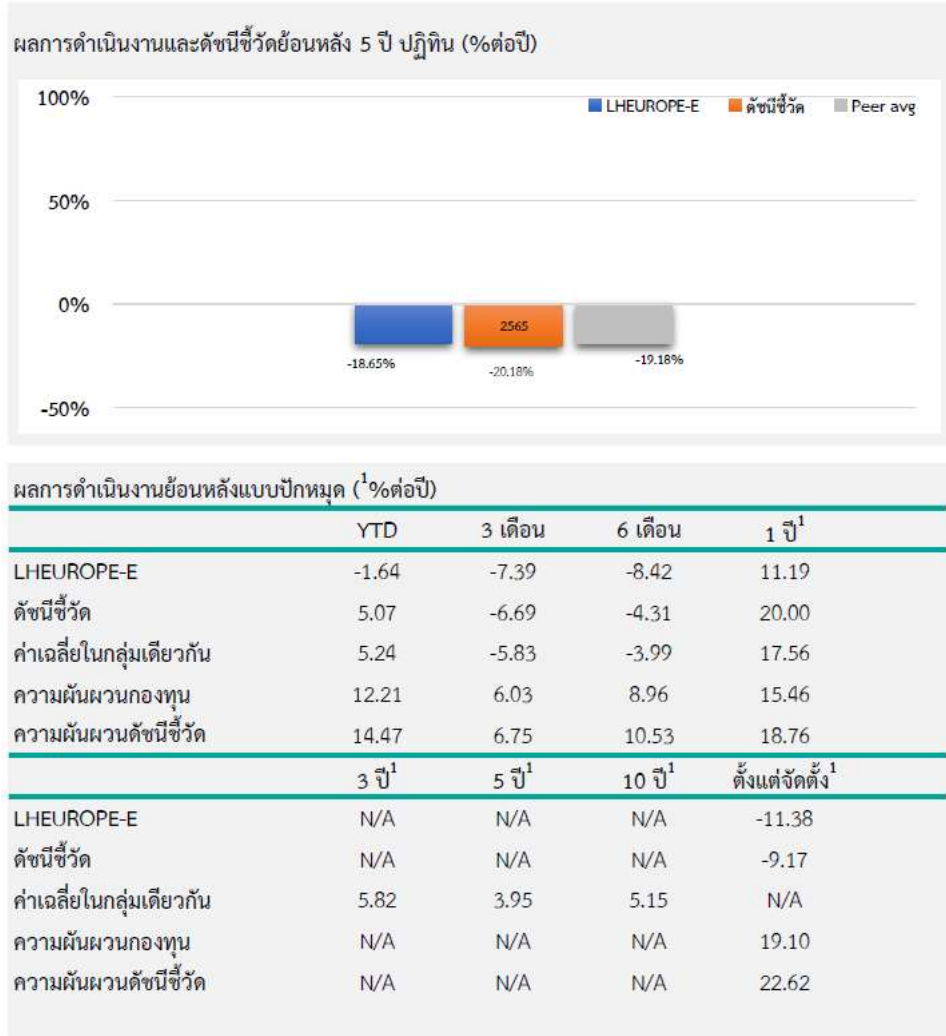 ผลการดำเนินงานและดัชนีชี้วัดย้อนหลัง 5 ปี ปฏิทิน (%ต่อปี)
100%
LHEUROPE-E ดัชนีชี้วัด Peer avg
50%
0%
2565
-18.65% -20.18% -19.18%
-50%
ผลการดำเนินงานย้อนหลังแบบปักหมุด (¹%ต่อปี)
YTD 3 เดือน 6 เดือน 1 ปี¹
LHEUROPE-E -1.64 -7.39 -8.42 11.19
ดัชนีชี้วัด 5.07 -6.69 -4.31 20.00
ค่าเฉลี่ยในกลุ่มเดียวกัน 5.24 -5.83 -3.99 17.56
ความผันผวนกองทุน 12.21 6.03 8.96 15.46
ความผันผวนดัชนีชี้วัด 14.47 6.75 10.53 18.76
3 ปี¹ 5 ปี¹ 10 ปี¹ ตั้งแต่จัดตั้ง¹
LHEUROPE-E N/A N/A N/A -11.38
ดัชนีชี้วัด N/A N/A N/A -9.17
ค่าเฉลี่ยในกลุ่มเดียวกัน 5.82 3.95 5.15 N/A
ความผันผวนกองทุน N/A N/A N/A 19.10
ความผันผวนดัชนีชี้วัด N/A N/A N/A 22.62